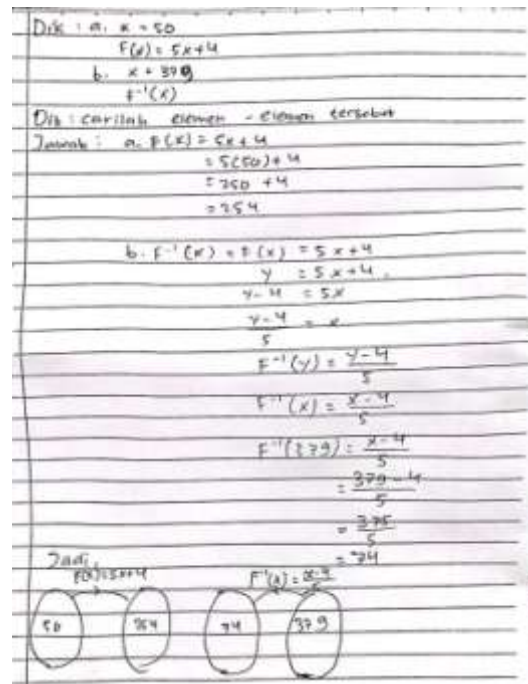 Dik : a. x = 50
F(x) = 5x+4
b. x = 379
F⁻¹(x)
Dit : carilah elemen - elemen tersebut
Jawab : a. F(x) = 5x+4
= 5(50)+4
= 250 +4
= 254
b. F⁻¹(x) = F(x) = 5x+4
y = 5x+4.
y-4 = 5x
y-4/5 = x
F⁻¹(y) = y-4/5
F⁻¹(x) = x-4/5
F⁻¹(379) = x-4/5
= 379-4/5
= 375/5
= 74
Jadi,
F(x)=5x+4 F⁻¹(x) = x-4/5
50 254 74 379